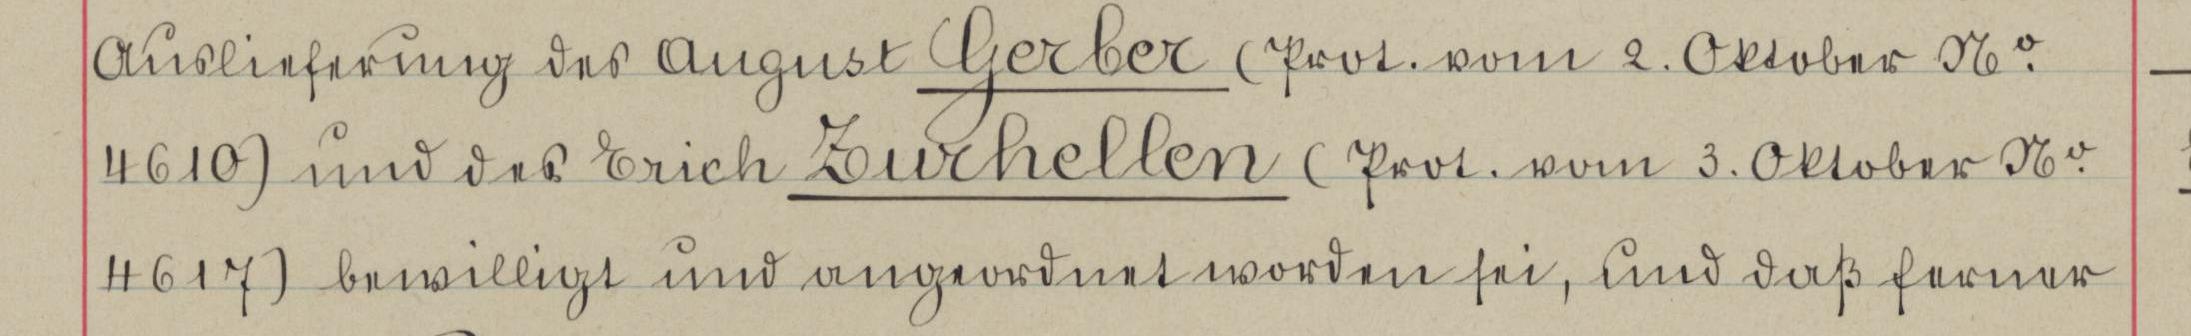 Auslieferung des August Gerber (Prot. vom 2. Oktober No.
4610) und des Erich Zurhellen (Prot. vom 3. Oktober No.
4617) bewilligt und angeordnet worden sei, und daß ferner